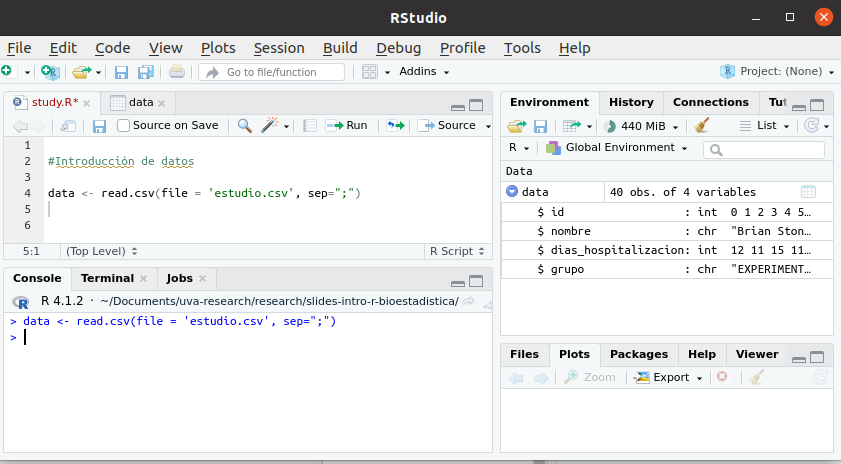 RStudio
File Edit Code View Plots Session Build Debug Profile Tools Help
Go to file/function Addins Project: (None)
study.R* data
Source on Save Run Source
1
2 #Introducción de datos
3
4 data <- read.csv(file = 'estudio.csv', sep=";")
5
6
5:1 (Top Level) R Script
Console Terminal Jobs
R 4.1.2 · ~/Documents/uva-research/research/slides-intro-r-bioestadistica/
> data <- read.csv(file = 'estudio.csv', sep=";")
>
Environment History Connections Tut
440 MiB List
R Global Environment
Data
data 40 obs. of 4 variables
$ id : int 0 1 2 3 4 5…
$ nombre : chr "Brian Ston…
$ dias_hospitalizacion: int 12 11 15 11…
$ grupo : chr "EXPERIMENT…
Files Plots Packages Help Viewer
Zoom Export